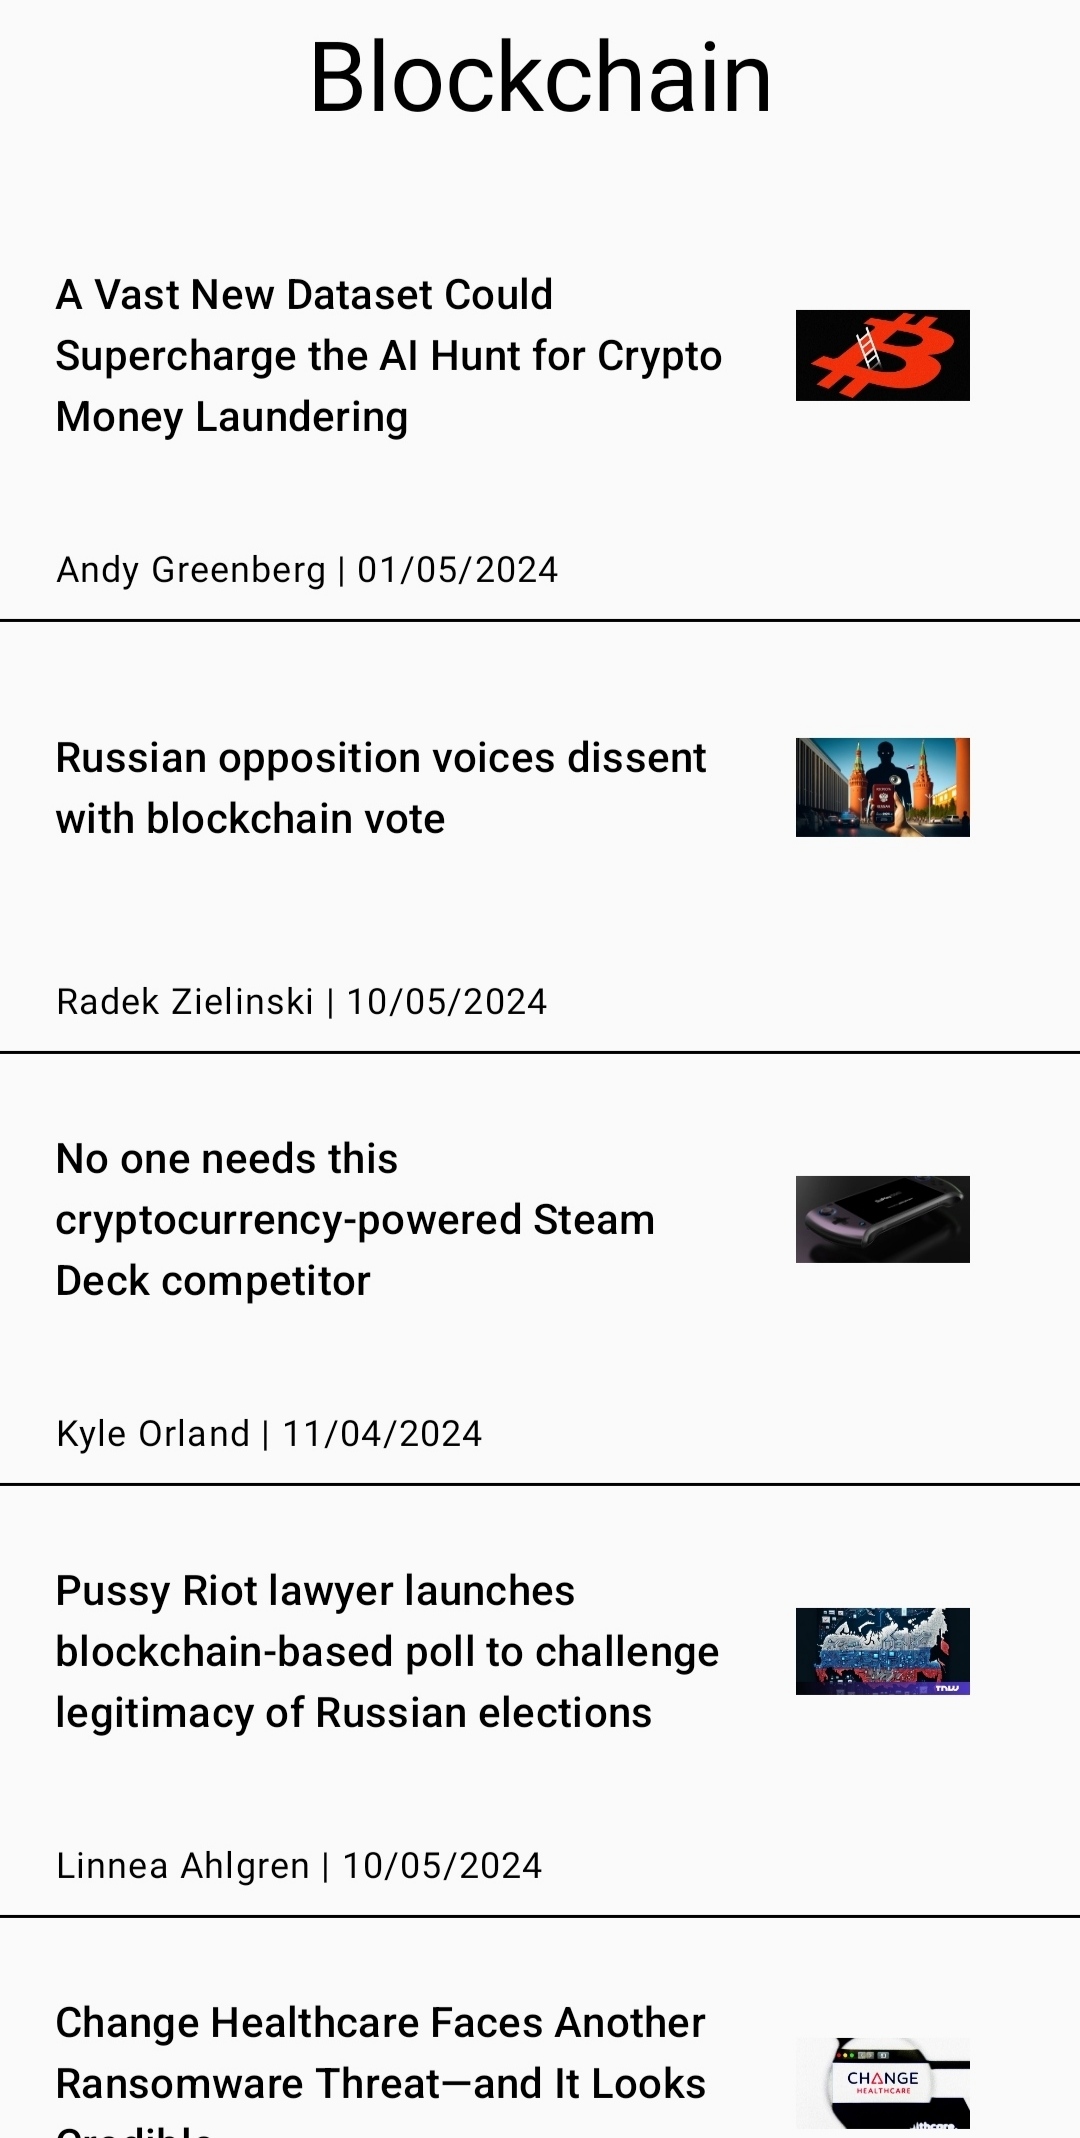 Blockchain
A Vast New Dataset Could
Supercharge the AI Hunt for Crypto
Money Laundering
Andy Greenberg | 01/05/2024
Russian opposition voices dissent
with blockchain vote
Radek Zielinski | 10/05/2024
No one needs this
cryptocurrency-powered Steam
Deck competitor
Kyle Orland | 11/04/2024
Pussy Riot lawyer launches
blockchain-based poll to challenge
legitimacy of Russian elections
TNW
Linnea Ahlgren | 10/05/2024
Change Healthcare Faces Another
Ransomware Threat—and It Looks
Credible
CHANGE
HEALTHCARE